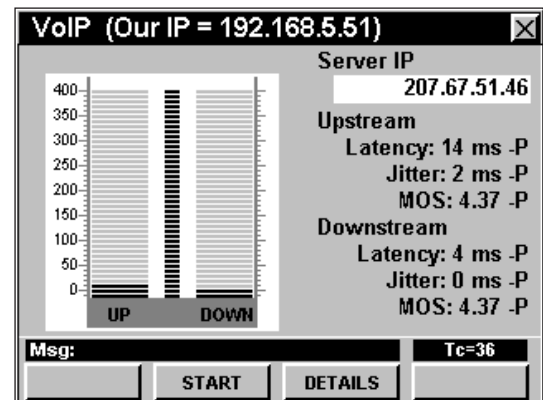 VoIP (Our IP = 192.168.5.51)
Server IP
207.67.51.46
400
350
300
250
200
150
100
50
0
UP
DOWN
Upstream
Latency: 14 ms -P
Jitter: 2 ms -P
MOS: 4.37 -P
Downstream
Latency: 4 ms -P
Jitter: 0 ms -P
MOS: 4.37 -P
Msg:
Tc=36
START
DETAILS